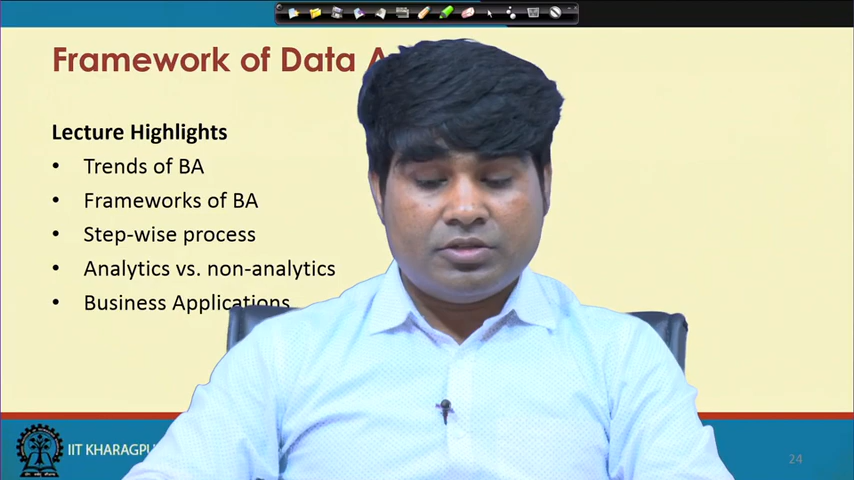 Framework of Data
Lecture Highlights
• Trends of BA
• Frameworks of BA
• Step-wise process
• Analytics vs. non-analytics
• Business Applications
IIT KHARAGPU
24